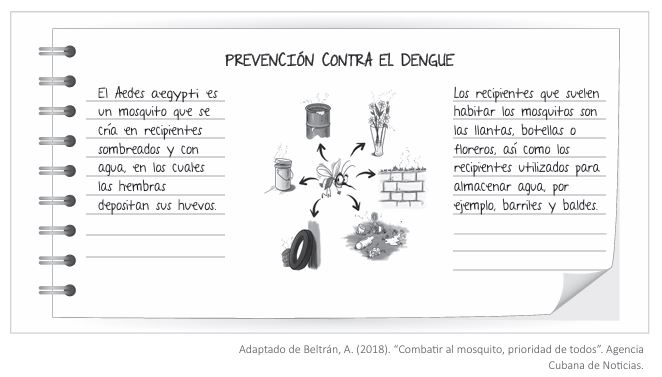 PREVENCIÓN CONTRA EL DENGUE
El Aedes aegypti es
un mosquito que se
cría en recipientes
sombreados y con
agua, en los cuales
las hembras
depositan sus huevos.
Los recipientes que suelen
habitar los mosquitos son
las llantas, botellas o
floreros, así como los
recipientes utilizados para
almacenar agua, por
ejemplo, barriles y baldes.
Adaptado de Beltrán, A. (2018). “Combatir al mosquito, prioridad de todos”. Agencia
Cubana de Noticias.